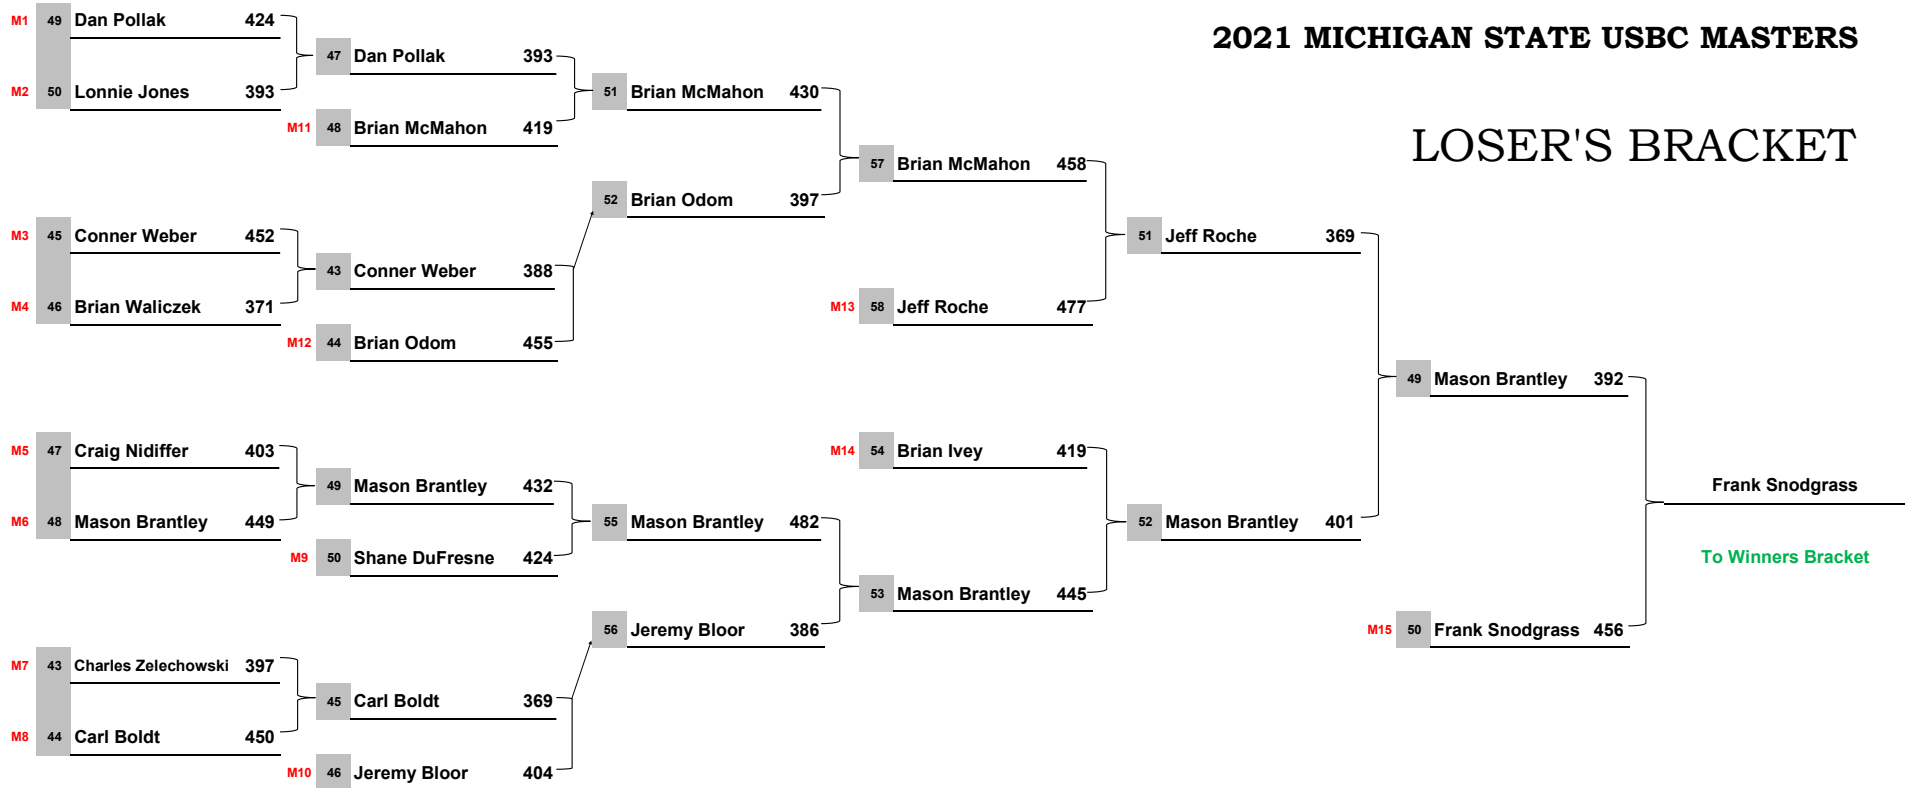 2021 MICHIGAN STATE USBC MASTERS
LOSER'S BRACKET
M1 49 Dan Pollak 424
M2 50 Lonnie Jones 393
M3 45 Conner Weber 452
M4 46 Brian Waliczek 371
M5 47 Craig Nidiffer 403
M6 48 Mason Brantley 449
M7 43 Charles Zelechowski 397
M8 44 Carl Boldt 450
47 Dan Pollak 393
M11 48 Brian McMahon 419
43 Conner Weber 388
M12 44 Brian Odom 455
49 Mason Brantley 432
M9 50 Shane DuFresne 424
45 Carl Boldt 369
M10 46 Jeremy Bloor 404
51 Brian McMahon 430
52 Brian Odom 397
55 Mason Brantley 482
56 Jeremy Bloor 386
57 Brian McMahon 458
M13 58 Jeff Roche 477
M14 54 Brian Ivey 419
53 Mason Brantley 445
51 Jeff Roche 369
52 Mason Brantley 401
49 Mason Brantley 392
M15 50 Frank Snodgrass 456
Frank Snodgrass
To Winners Bracket